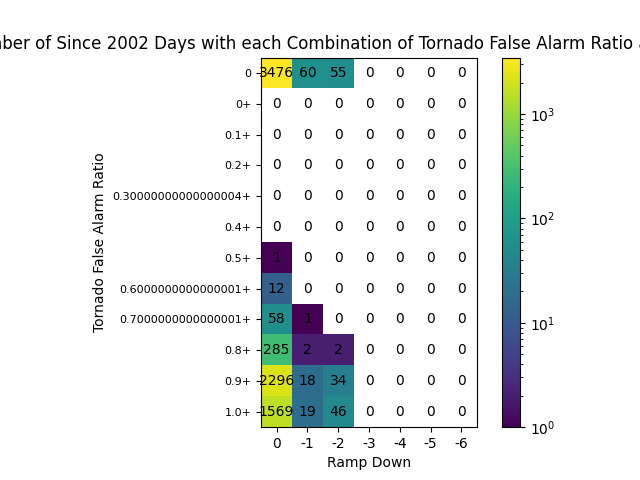 of Since 2002 Days with each Combination of Tornado False Alarm Ratio
0 3476 60 55 0 0 0 0
0+ 0 0 0 0 0 0 0
0.1+ 0 0 0 0 0 0 0
0.2+ 0 0 0 0 0 0 0
0.30000000000000004+ 0 0 0 0 0 0 0
0.4+ 0 0 0 0 0 0 0
0.5+ 1 0 0 0 0 0 0
0.6000000000000001+ 12 0 0 0 0 0 0
0.7000000000000001+ 58 1 0 0 0 0 0
0.8+ 285 2 2 0 0 0 0
0.9+ 2296 18 34 0 0 0 0
1.0+ 1569 19 46 0 0 0 0
0 -1 -2 -3 -4 -5 -6
Ramp Down
Tornado False Alarm Ratio
10³
10²
10¹
10⁰